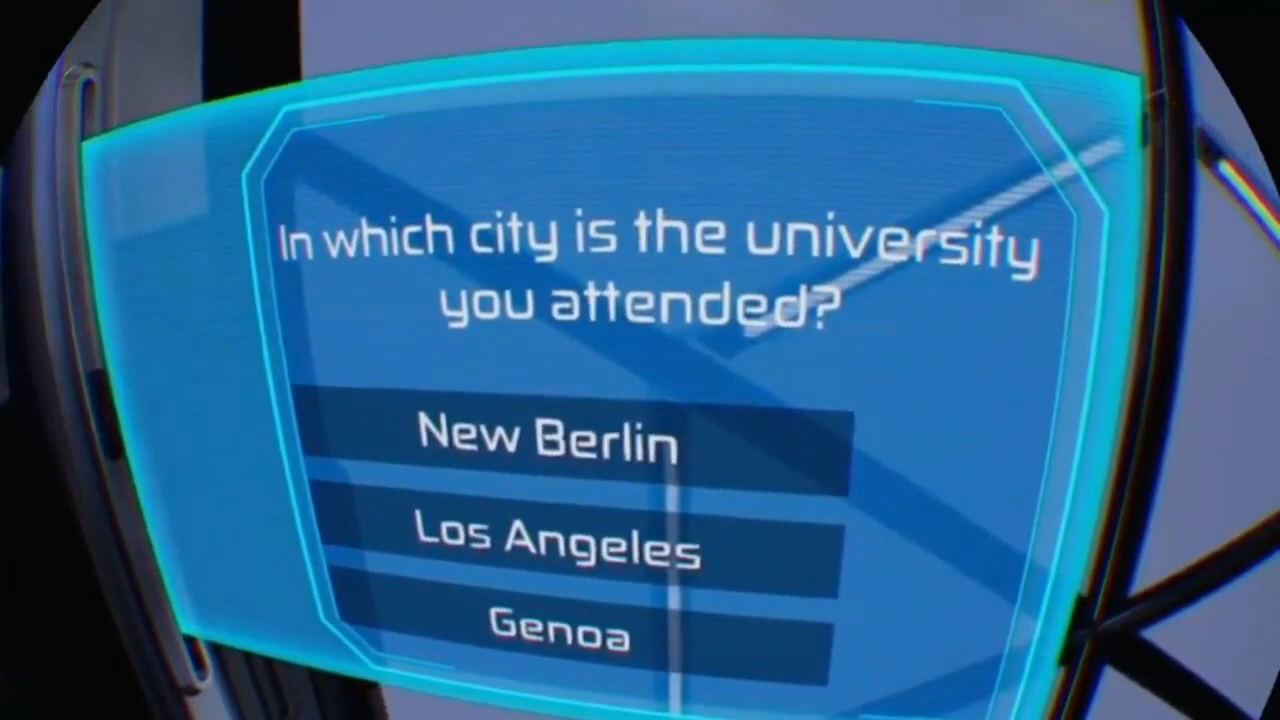 In which city is the university
you attended?
New Berlin
Los Angeles
Genoa